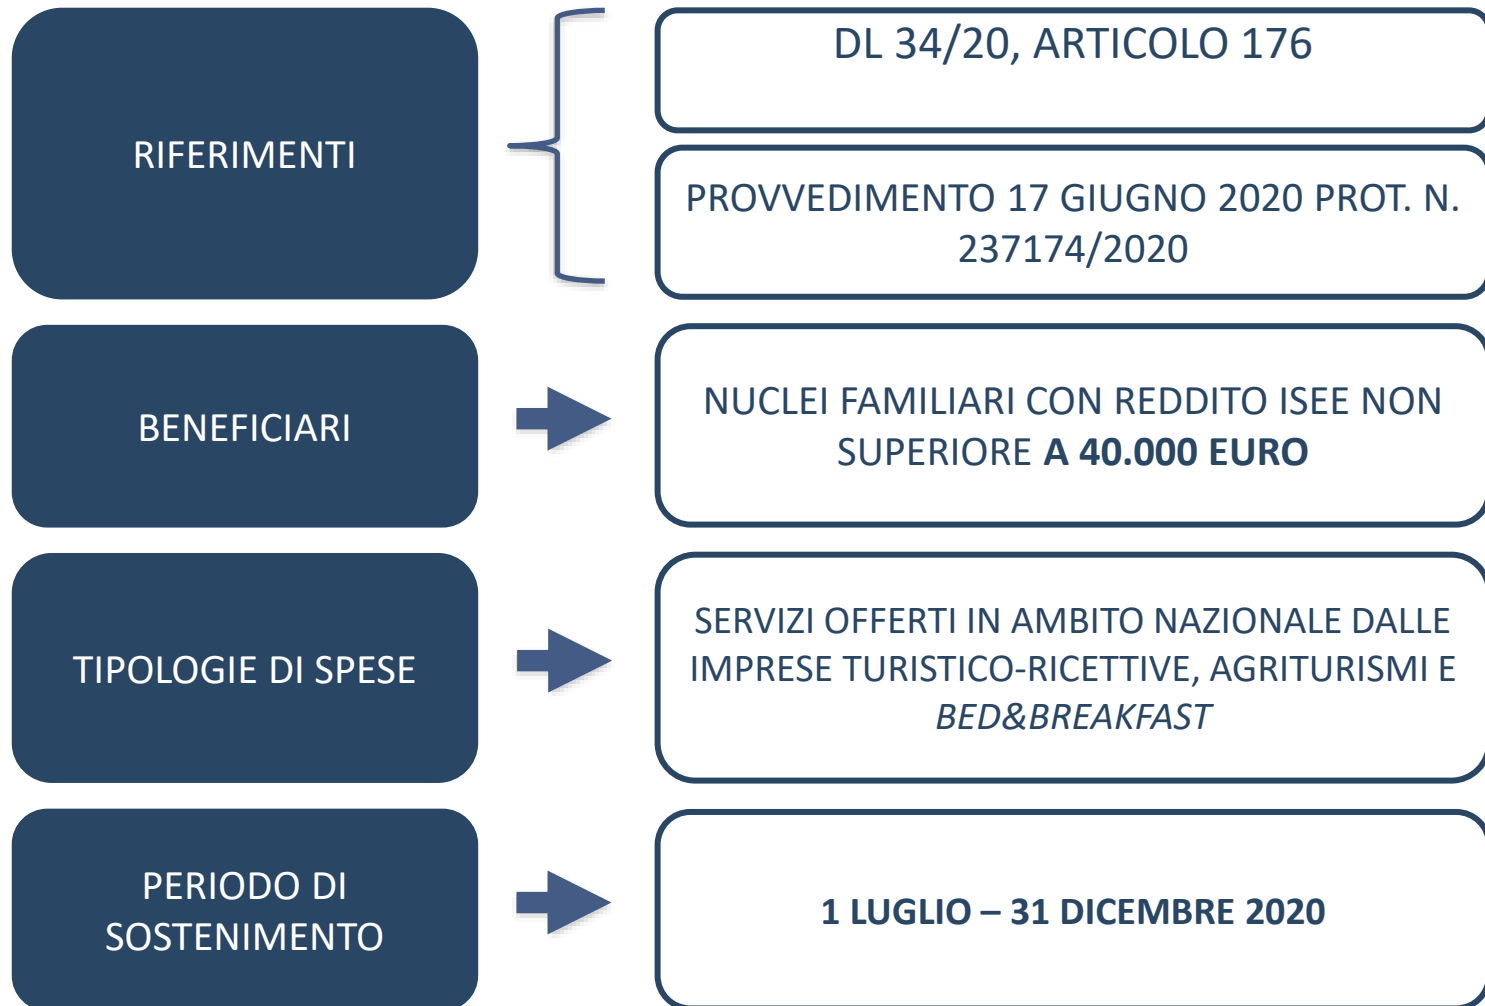 RIFERIMENTI
DL 34/20, ARTICOLO 176
PROVVEDIMENTO 17 GIUGNO 2020 PROT. N.
237174/2020
BENEFICIARI
NUCLEI FAMILIARI CON REDDITO ISEE NON
SUPERIORE A 40.000 EURO
TIPOLOGIE DI SPESE
SERVIZI OFFERTI IN AMBITO NAZIONALE DALLE
IMPRESE TURISTICO-RICETTIVE, AGRITURISMI E
BED&BREAKFAST
PERIODO DI
SOSTENIMENTO
1 LUGLIO – 31 DICEMBRE 2020